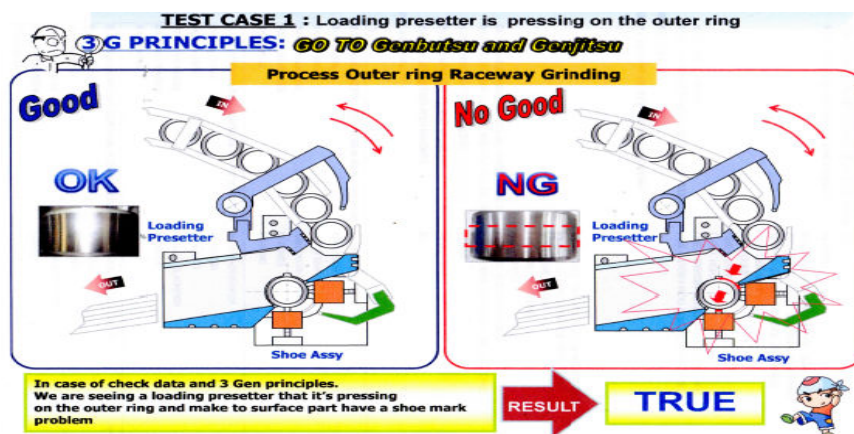 TEST CASE 1 : Loading presetter is pressing on the outer ring
3 G PRINCIPLES: GO TO Genbutsu and Genjitsu
Process Outer ring Raceway Grinding
Good
IN
OK
Loading
Presetter
OUT
Shoe Assy
No Good
IN
NG
Loading
Presetter
OUT
Shoe Assy
In case of check data and 3 Gen principles.
We are seeing a loading presetter that it's pressing
on the outer ring and make to surface part have a shoe mark
problem
RESULT
TRUE